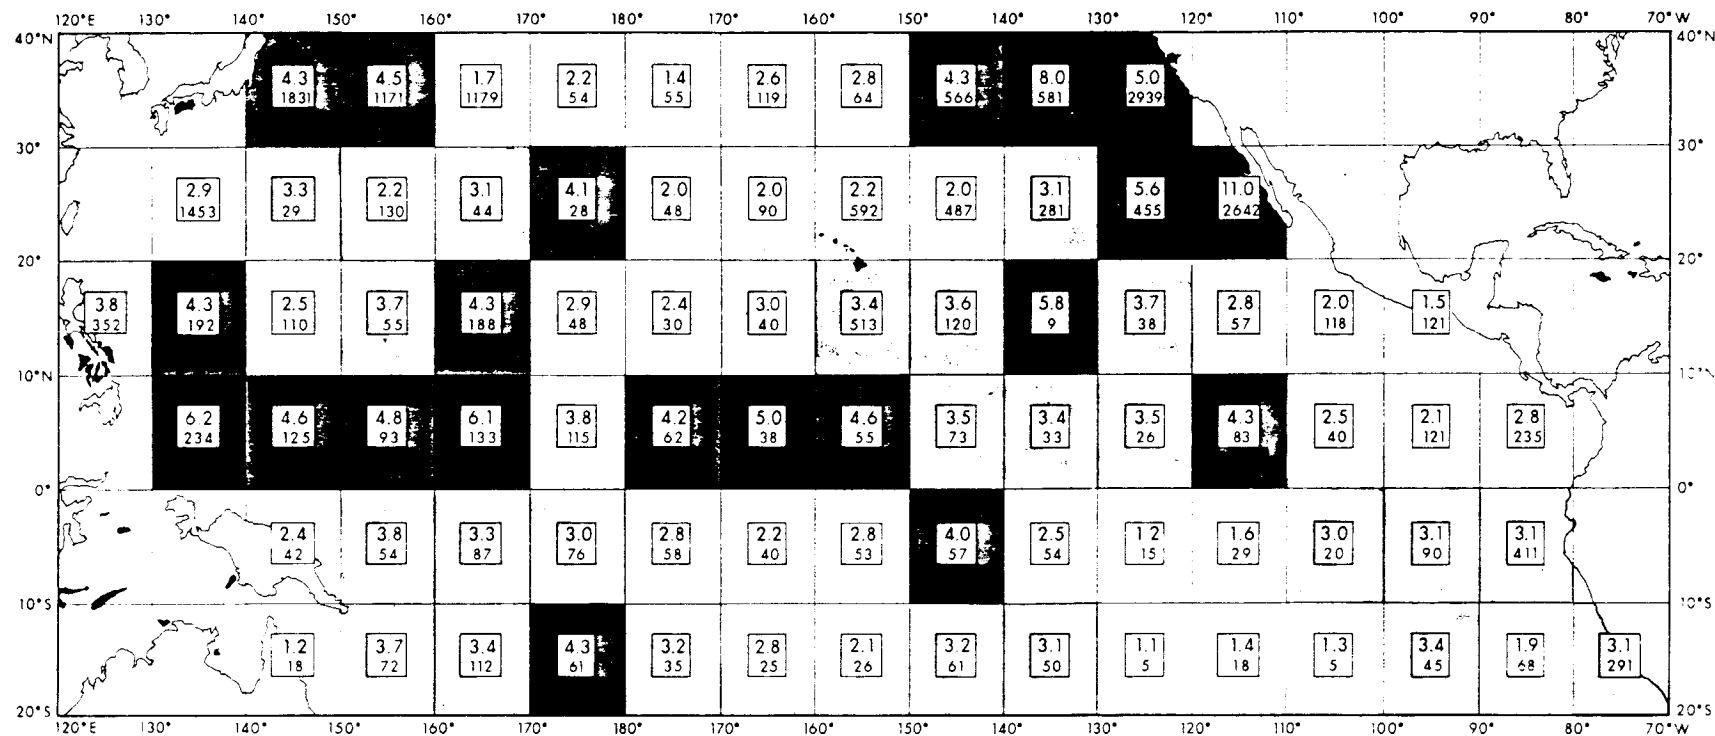 120°E 130° 140° 150° 160° 170° 180° 170° 160° 150° 140° 130° 120° 110° 100° 90° 80° 70°W
40°N 40°N
4.3 4.5 1.7 2.2 1.4 2.6 2.8 4.3 8.0 5.0
1831 1171 1179 54 55 119 64 566 581 2939
30° 30°
2.9 3.3 2.2 3.1 4.1 2.0 2.0 2.2 2.0 3.1 5.6 11.0
1453 29 130 44 28 48 90 592 487 281 455 2642
20° 20°
3.8 4.3 2.5 3.7 4.3 2.9 2.4 3.0 3.4 3.6 5.8 3.7 2.8 2.0 1.5
352 192 110 55 188 48 30 40 513 120 9 38 57 118 121
10°N 10°N
6.2 4.6 4.8 6.1 3.8 4.2 5.0 4.6 3.5 3.4 3.5 4.3 2.5 2.1 2.8
234 125 93 133 115 62 38 55 73 33 26 83 40 121 235
0° 0°
2.4 3.8 3.3 3.0 2.8 2.2 2.8 4.0 2.5 1 2 1.6 3.0 3.1 3.1
42 54 87 76 58 40 53 57 54 15 29 20 90 411
10°S 10°S
1.2 3.7 3.4 4.3 3.2 2.8 2.1 3.2 3.1 1.1 1.4 1.3 3.4 1.9 3.1
18 72 112 61 35 25 26 61 50 5 18 5 45 68 291
20°S 20°S
120°E 130° 140° 150° 160° 170° 180° 170° 160° 150° 140° 130° 120° 110° 100° 90° 80° 70°W